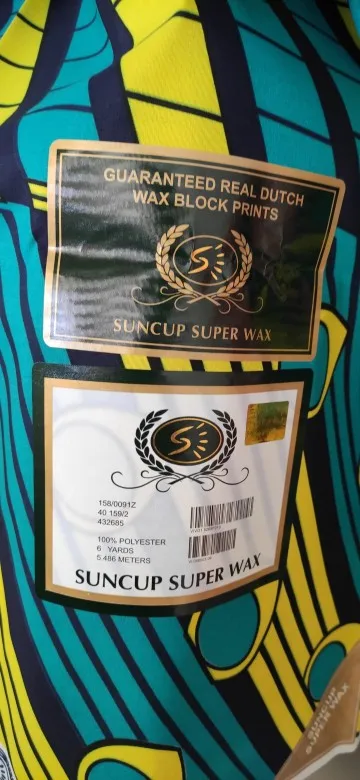 GUARANTEED REAL DUTCH
WAX BLOCK PRINTS
S
SUNCUP SUPER WAX
S
158/0091Z
40 159/2
432685
100% POLYESTER
6 YARDS
5.486 METERS
SUNCUP SUPER WAX
SUNCUP
SUPER WAX